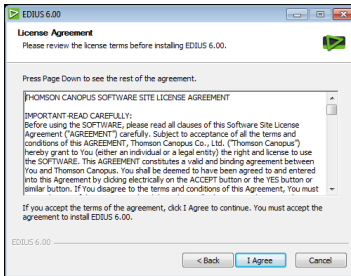 EDIUS 6.00
License Agreement
Please review the license terms before installing EDIUS 6.00.
Press Page Down to see the rest of the agreement.
THOMSON CANOPUS SOFTWARE SITE LICENSE AGREEMENT
IMPORTANT-READ CAREFULLY:
Before using the SOFTWARE, please read all clauses of this Software Site License
Agreement ("AGREEMENT") carefully. Subject to acceptance of all the terms and
conditions of this AGREEMENT, Thomson Canopus Co., Ltd. ("Thomson Canopus")
hereby grant to You (either an individual or a legal entity) the right and license to use
the SOFTWARE. This AGREEMENT constitutes a valid and binding agreement between
You and Thomson Canopus. You shall be deemed to have been agreed to and entered
into this Agreement by clicking electrically on the ACCEPT button or the YES button or
similar button. If You disagree to the terms and conditions of this Agreement, You must
If you accept the terms of the agreement, click I Agree to continue. You must accept the
agreement to install EDIUS 6.00.
EDIUS 6.00
< Back
I Agree
Cancel